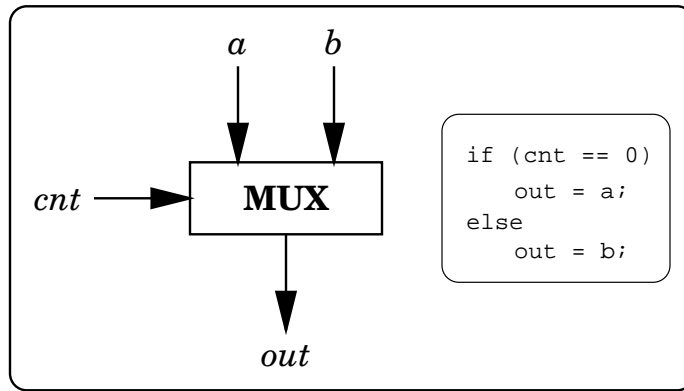 a b
cnt
MUX
out
if (cnt == 0)
out = a;
else
out = b;